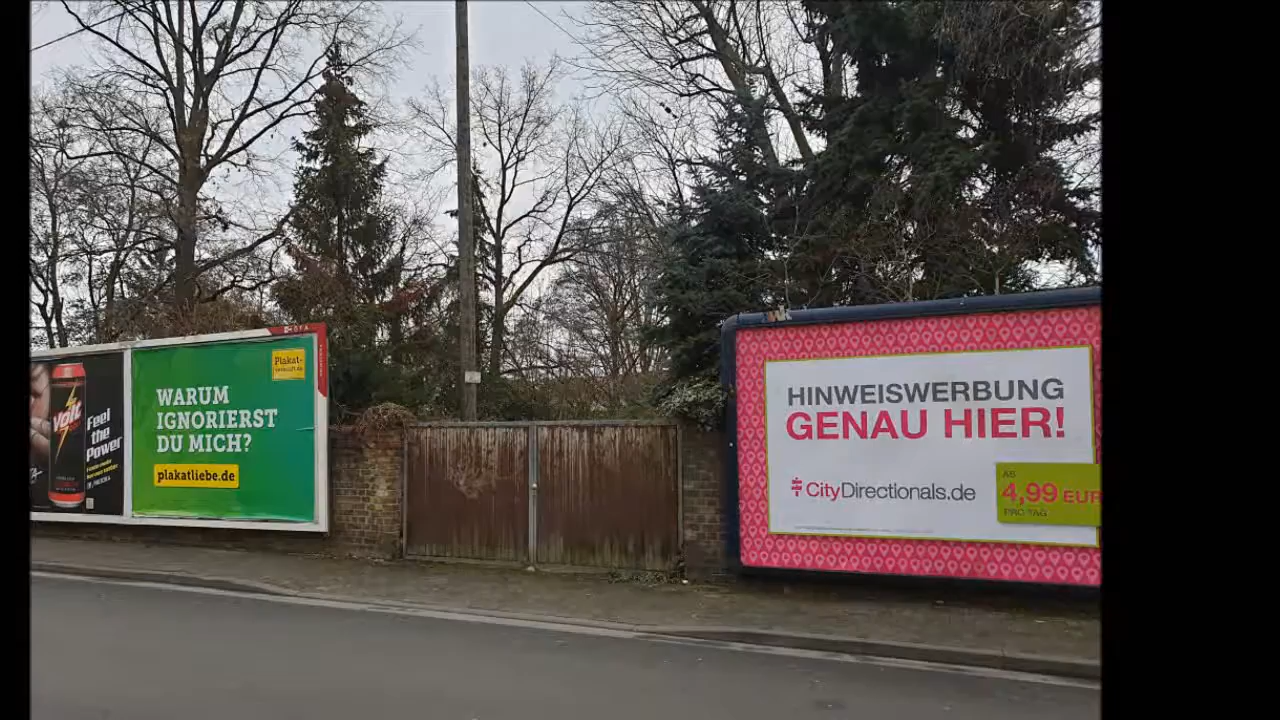 Volt
Feel
the
Power
WARUM
IGNORIERST
DU MICH?
plakatliebe.de
Plakat-
HINWEISWERBUNG
GENAU HIER!
CityDirectionals.de
AB
4,99 EUR
PRO TAG